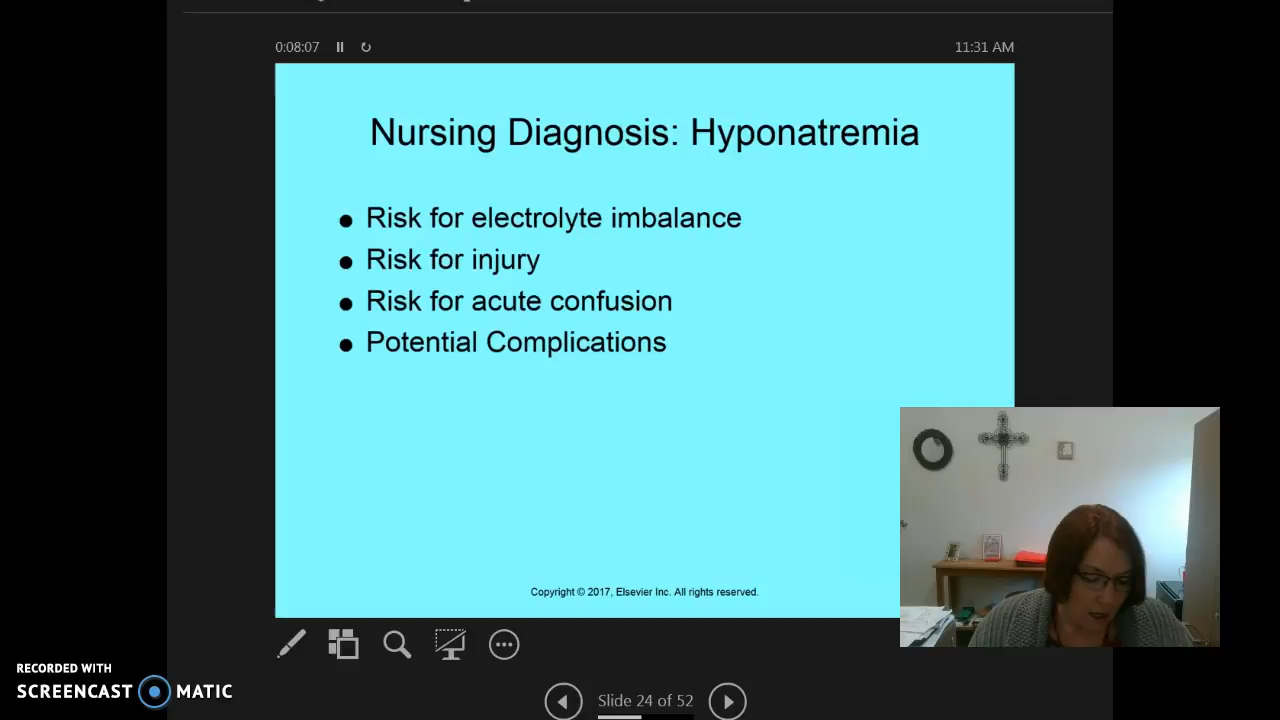 0:08:07
11:31 AM
Nursing Diagnosis: Hyponatremia
● Risk for electrolyte imbalance
● Risk for injury
● Risk for acute confusion
● Potential Complications
Copyright © 2017, Elsevier Inc. All rights reserved.
Slide 24 of 52
RECORDED WITH
SCREENCAST MATIC